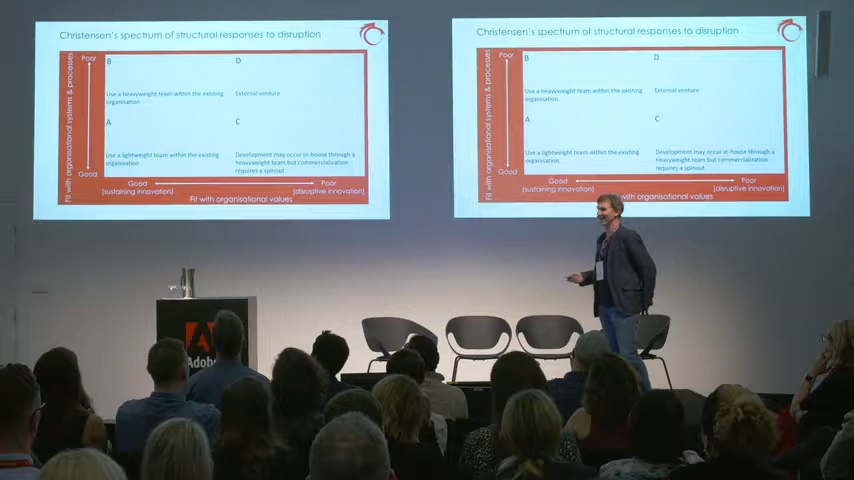 Christensen's spectrum of structural responses to disruption
Fit with organisational systems & processes
Poor
Good
B
Use a heavyweight team within the existing
organisation
D
External venture
A
Use a lightweight team within the existing
organisation
C
Development may occur in-house through a
heavyweight team but commercialization
requires a spinout
Good
(sustaining innovation)
Poor
(disruptive innovation)
Fit with organisational values
Christensen's spectrum of structural responses to disruption
Fit with organisational systems & processes
Poor
Good
B
Use a heavyweight team within the existing
organisation
D
External venture
A
Use a lightweight team within the existing
organisation
C
Development may occur in-house through a
heavyweight team but commercialization
requires a spinout
Good
(sustaining innovation)
Poor
(disruptive innovation)
with organisational values
Adobe